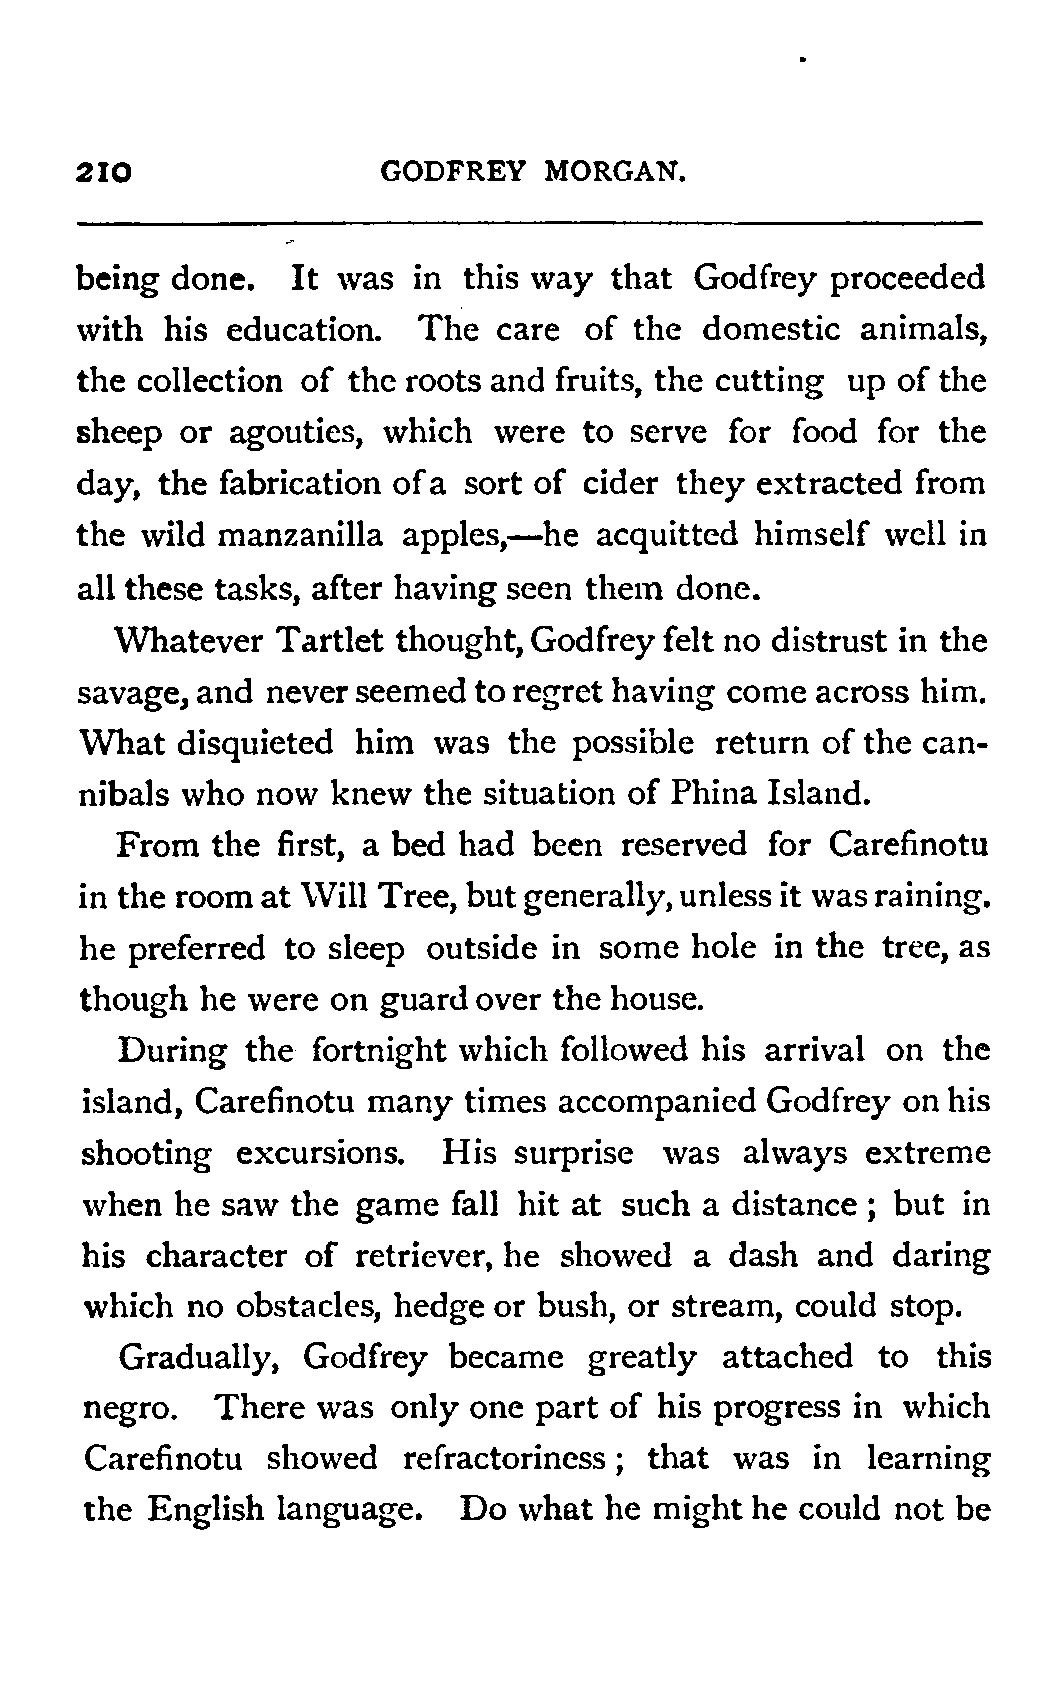 210 GODFREY MORGAN.
being done. It was in this way that Godfrey proceeded
with his education. The care of the domestic animals,
the collection of the roots and fruits, the cutting up of the
sheep or agouties, which were to serve for food for the
day, the fabrication of a sort of cider they extracted from
the wild manzanilla apples,—he acquitted himself well in
all these tasks, after having seen them done.
Whatever Tartlet thought, Godfrey felt no distrust in the
savage, and never seemed to regret having come across him.
What disquieted him was the possible return of the can-
nibals who now knew the situation of Phina Island.
From the first, a bed had been reserved for Carefinotu
in the room at Will Tree, but generally, unless it was raining.
he preferred to sleep outside in some hole in the tree, as
though he were on guard over the house.
During the fortnight which followed his arrival on the
island, Carefinotu many times accompanied Godfrey on his
shooting excursions. His surprise was always extreme
when he saw the game fall hit at such a distance ; but in
his character of retriever, he showed a dash and daring
which no obstacles, hedge or bush, or stream, could stop.
Gradually, Godfrey became greatly attached to this
negro. There was only one part of his progress in which
Carefinotu showed refractoriness ; that was in learning
the English language. Do what he might he could not be